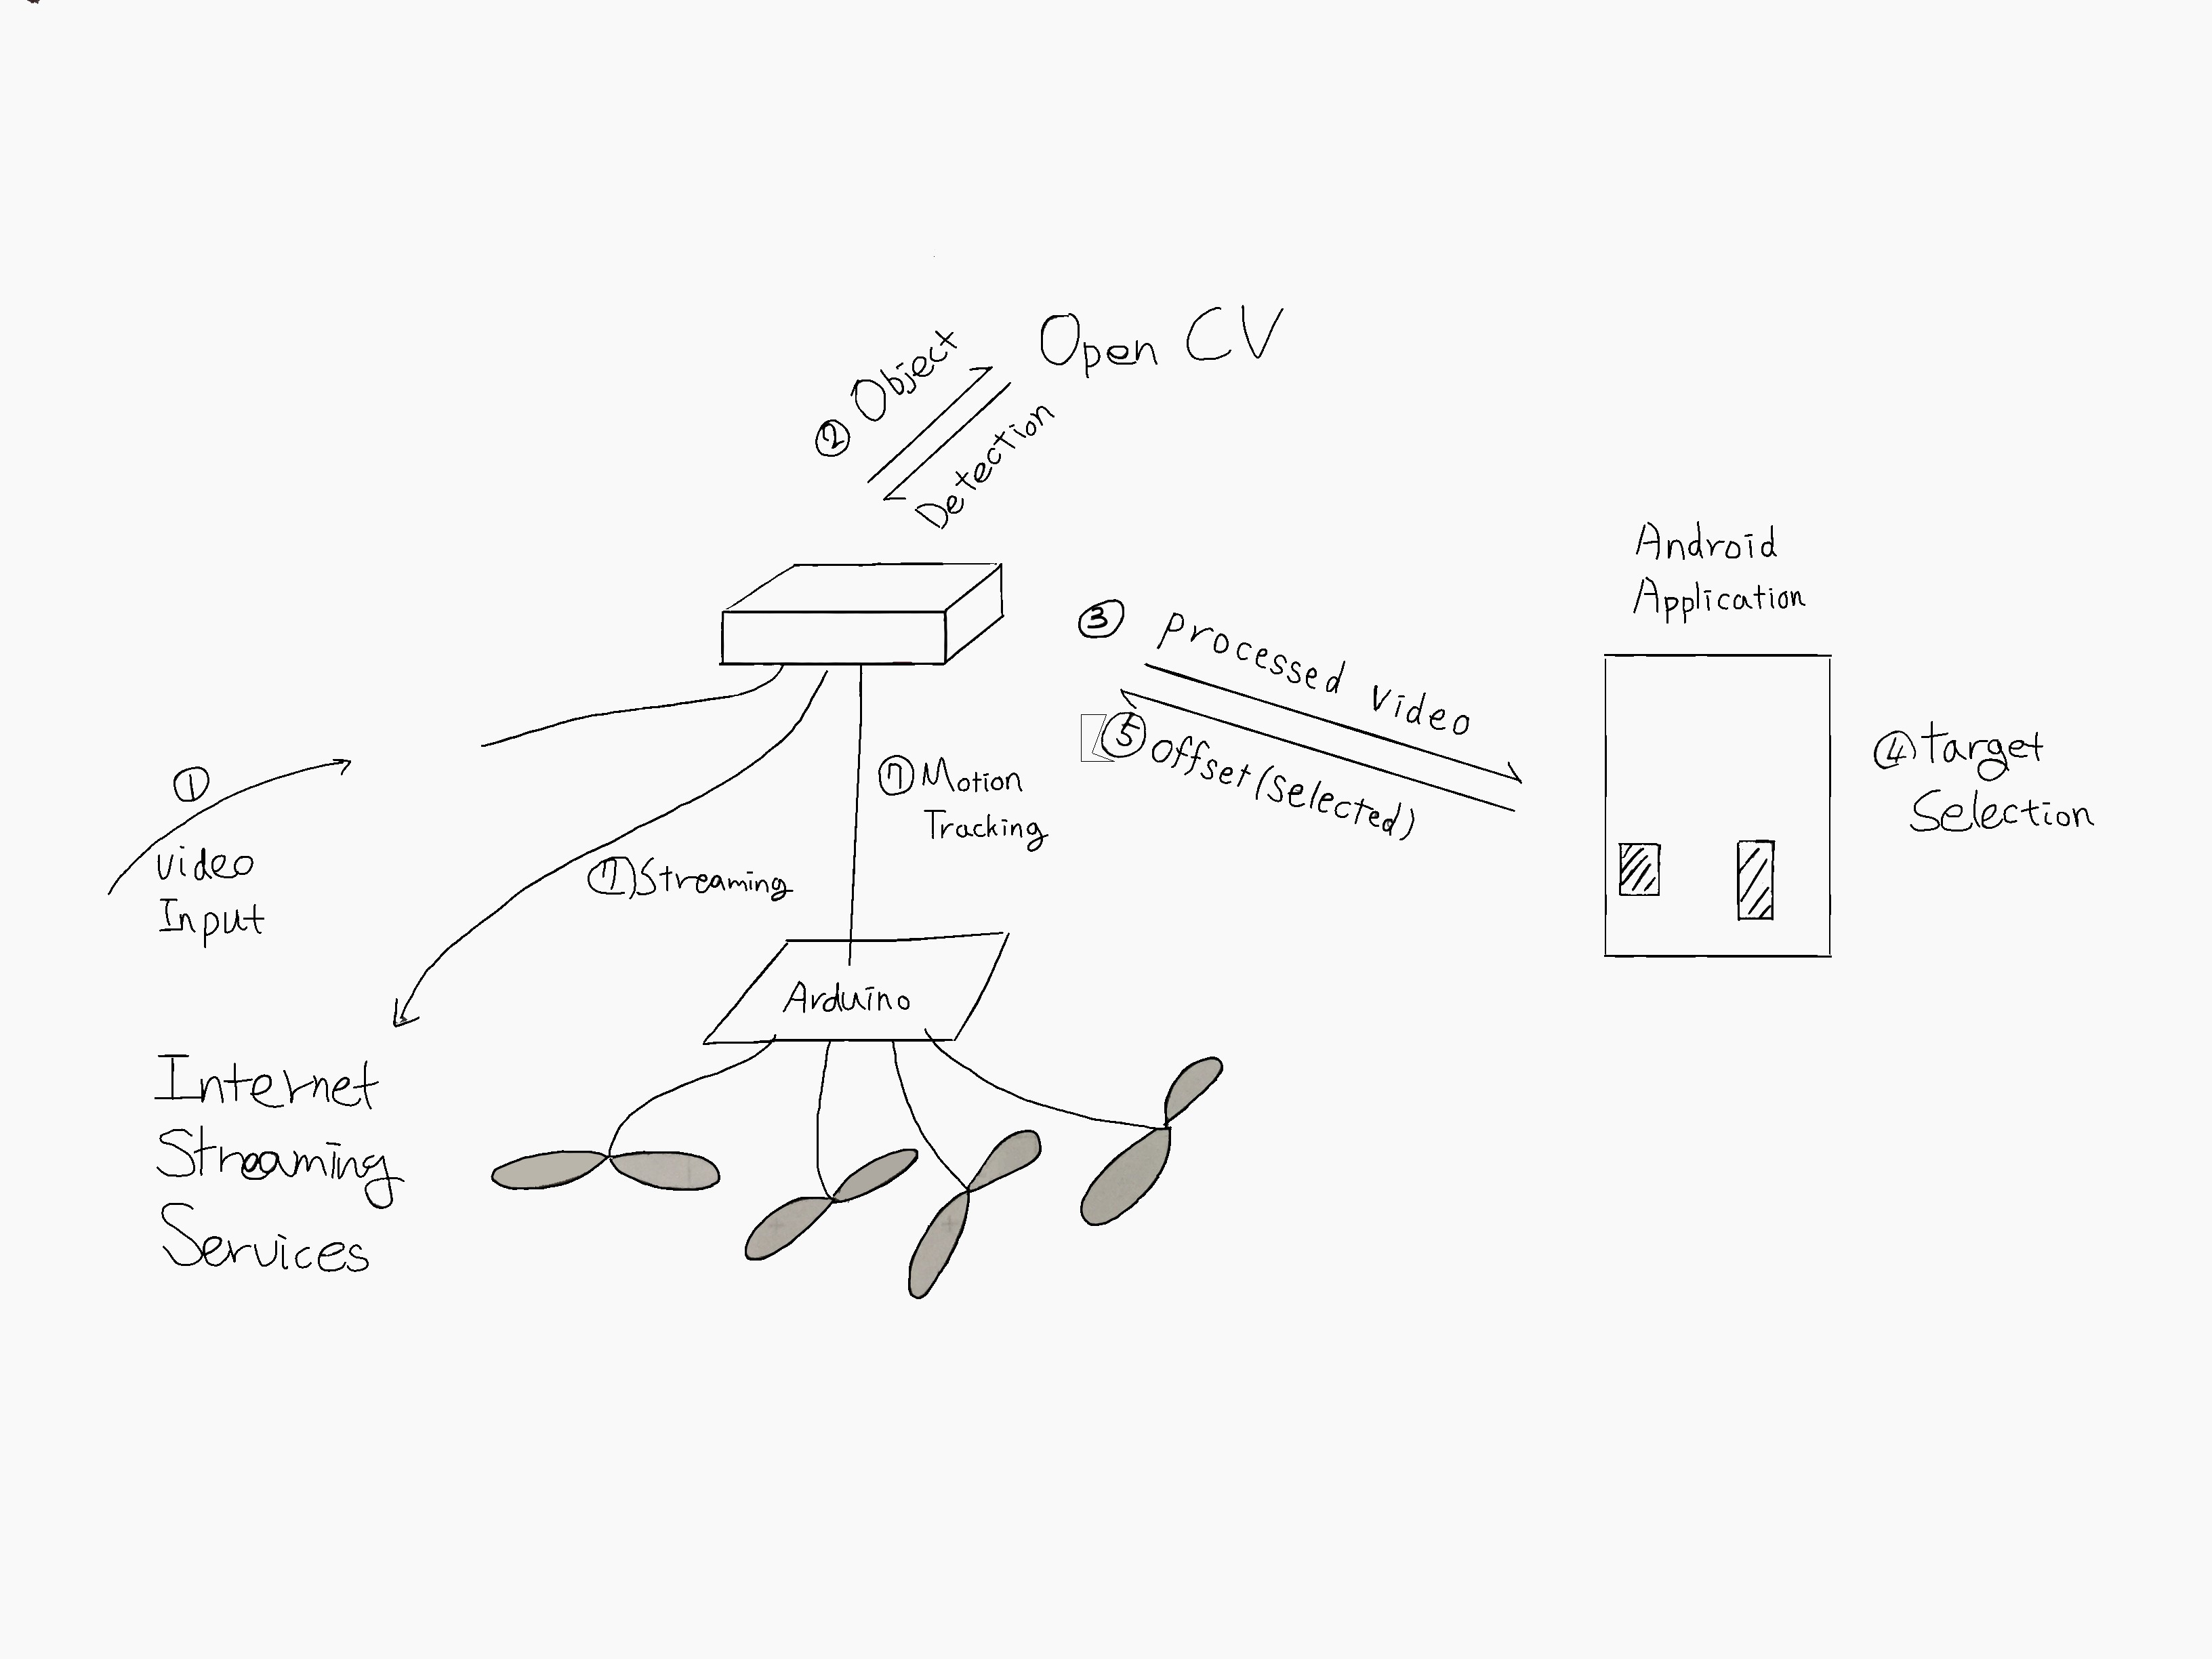 Open CV
② Object
Detection
③ processed video
⑤ offset(selected)
Android
Application
④ target
Selection
①
video
Input
⑦ Motion
Tracking
⑦ Streaming
Arduino
Internet
Streaming
Services